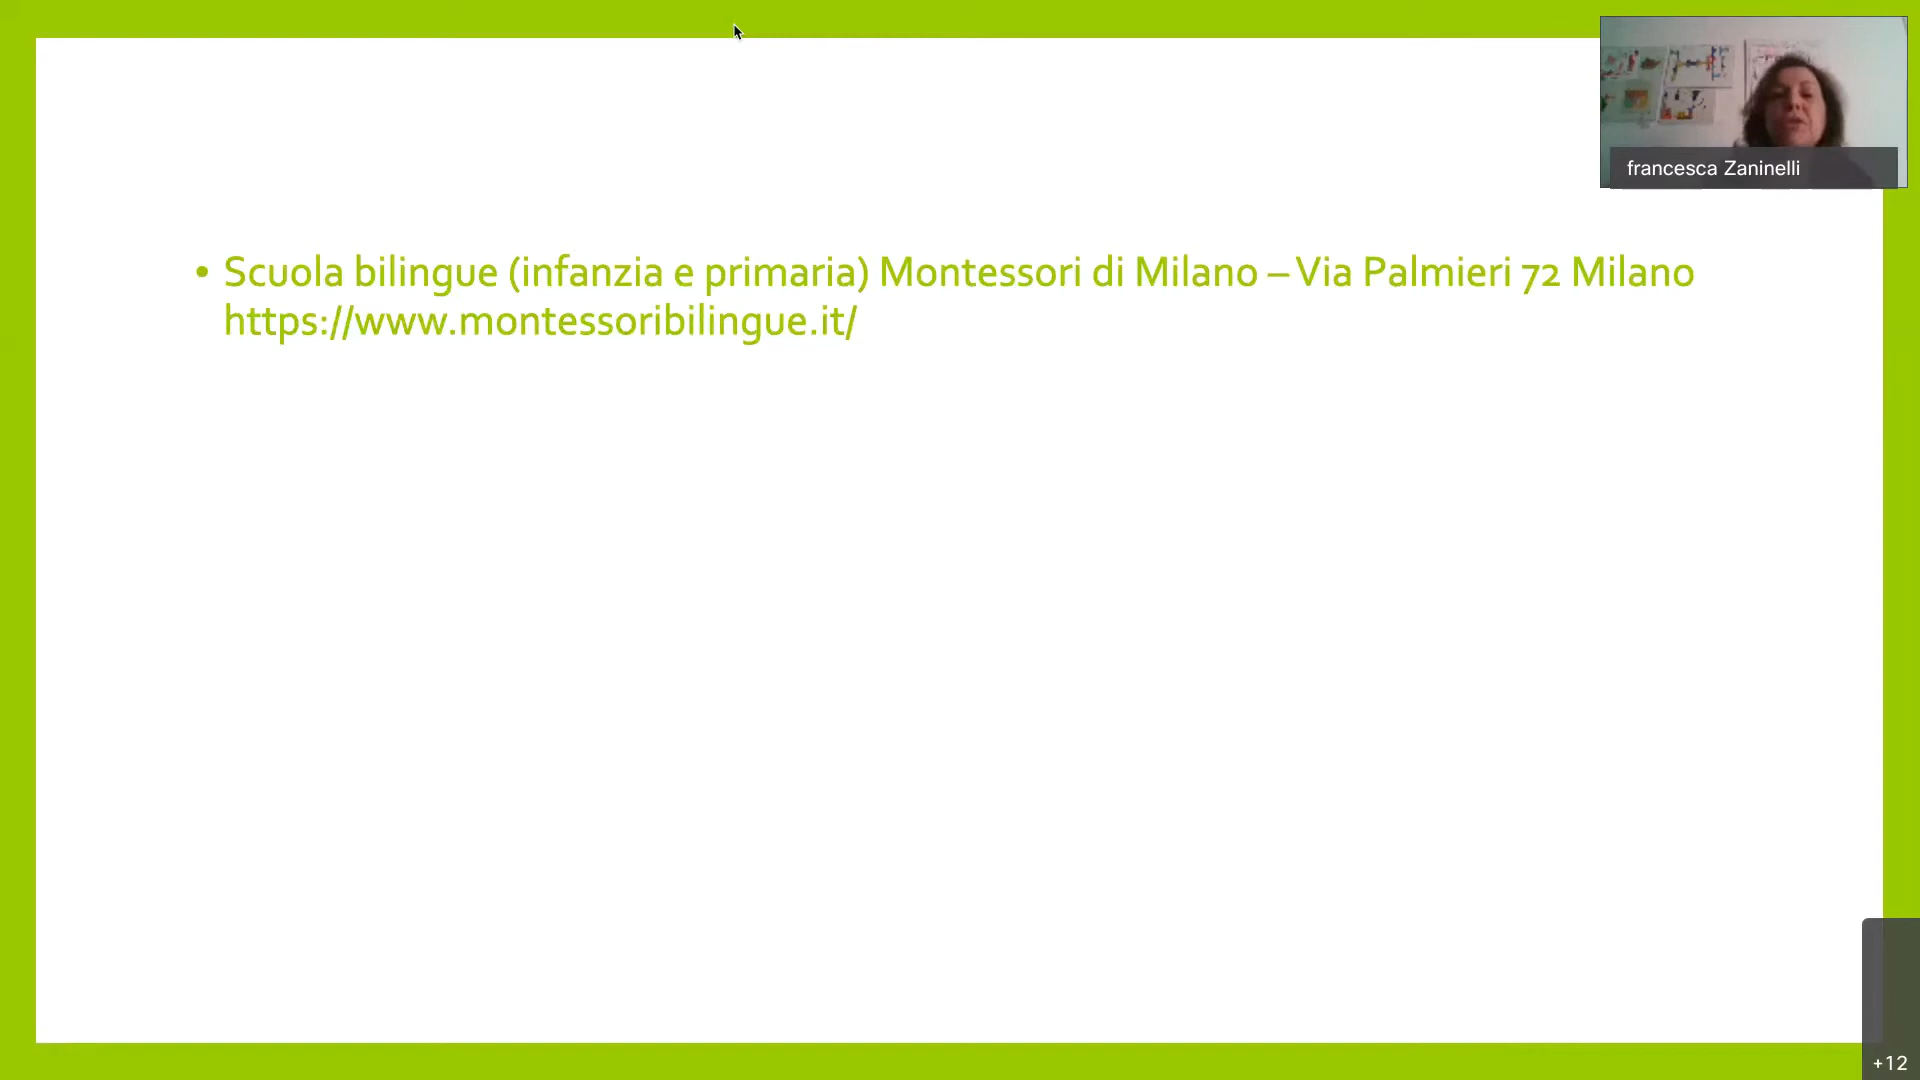 francesca Zaninelli
• Scuola bilingue (infanzia e primaria) Montessori di Milano – Via Palmieri 72 Milano
https://www.montessoribilingue.it/
+12